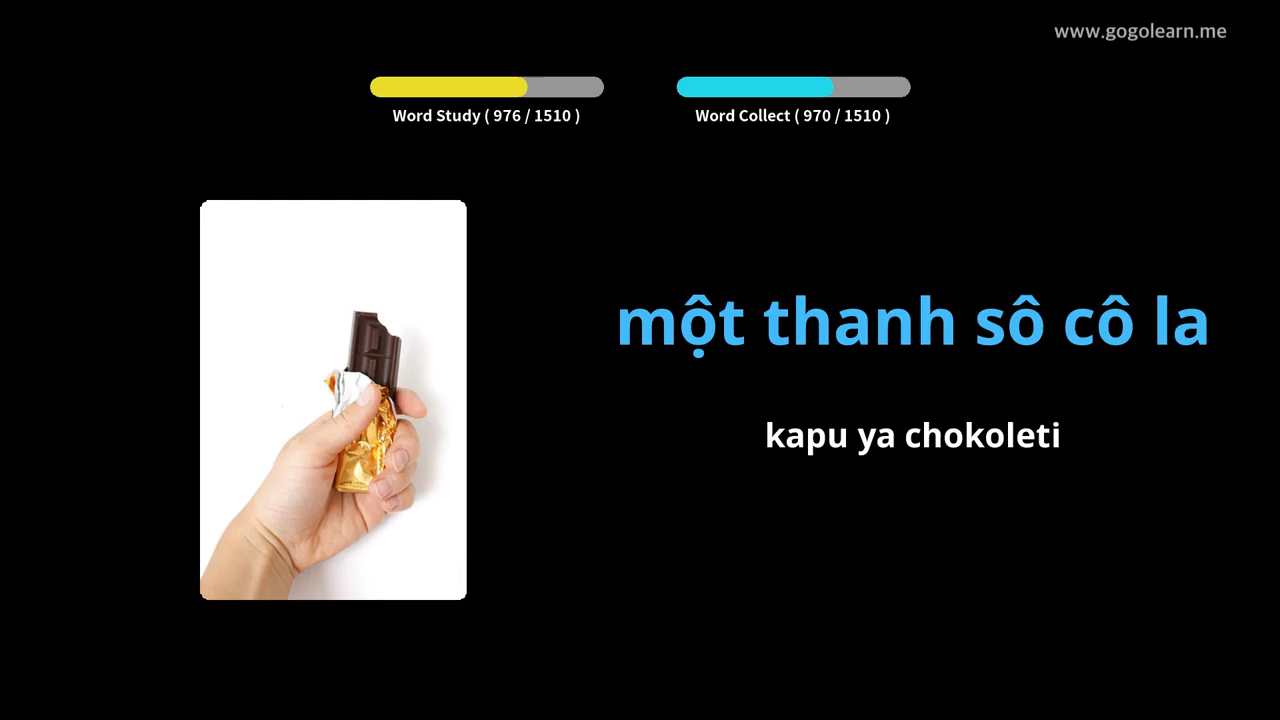 www.gogolearn.me
Word Study ( 976 / 1510 )
Word Collect ( 970 / 1510 )
một thanh sô cô la
kapu ya chokoleti